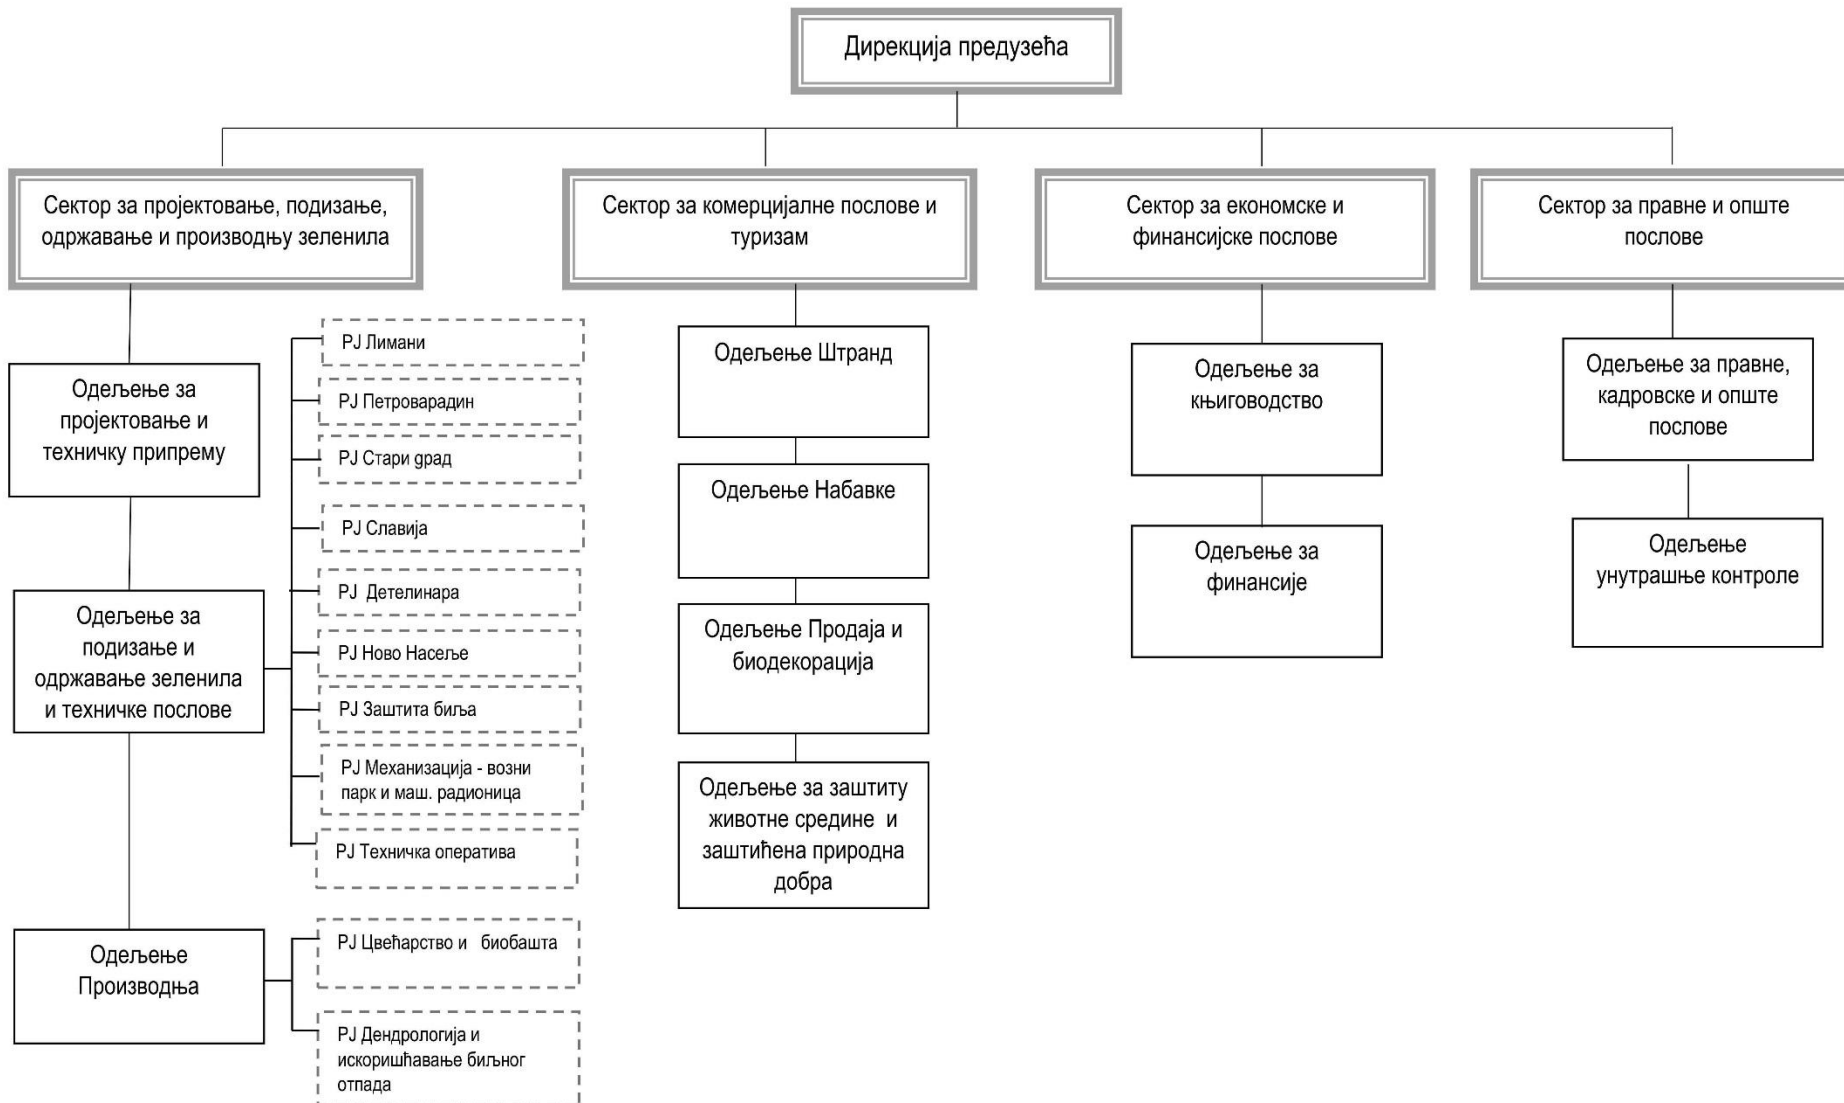 Дирекција предузећа
Сектор за пројектовање, подизање,
одржавање и производњу зеленила
Сектор за комерцијалне послове и
туризам
Сектор за економске и
финансијске послове
Сектор за правне и опште
послове
Одељење за
пројектовање и
техничку припрему
Одељење за
подизање и
одржавање зеленила
и техничке послове
РЈ Лимани
РЈ Петроварадин
РЈ Стари град
РЈ Славија
РЈ Детелинара
РЈ Ново Насеље
РЈ Заштита биља
РЈ Механизација - возни
парк и маш. радионица
РЈ Техничка оператива
Одељење
Производња
РЈ Цвећарство и биобашта
РЈ Дендрологија и
искоришћавање биљног
отпада
Одељење Штранд
Одељење Набавке
Одељење Продаја и
биодекорација
Одељење за заштиту
животне средине и
заштићена природна
добра
Одељење за
књиговодство
Одељење за
финансије
Одељење за правне,
кадровске и опште
послове
Одељење
унутрашње контроле